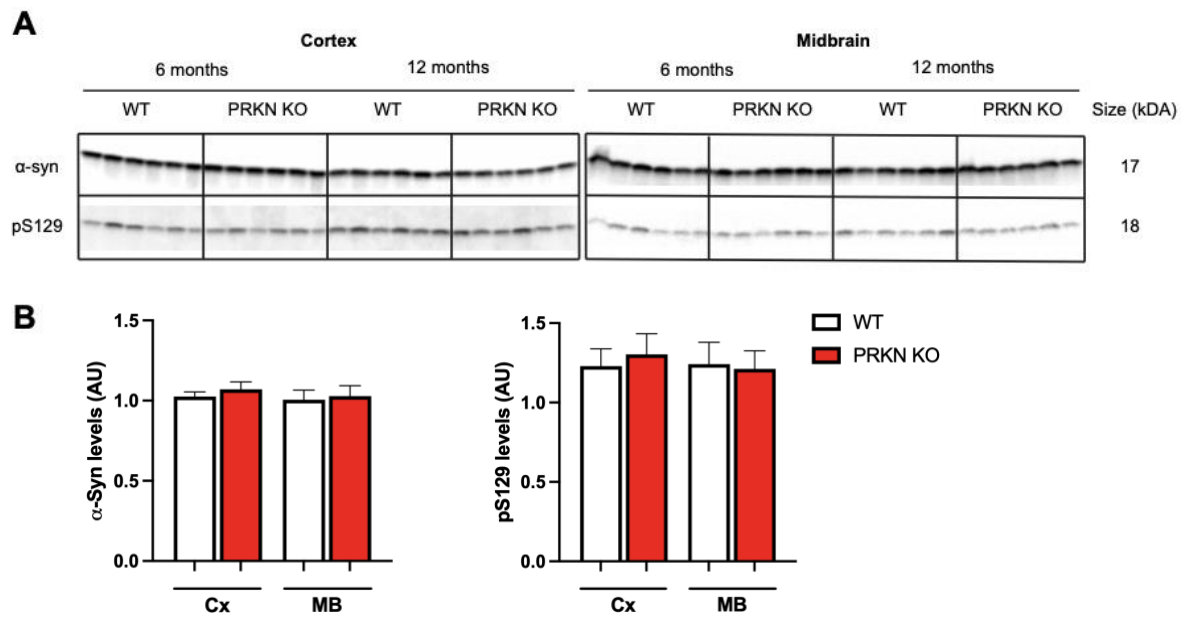 A
Cortex Midbrain
6 months 12 months 6 months 12 months
WT PRKN KO WT PRKN KO WT PRKN KO WT PRKN KO Size (kDA)
α-syn 17
pS129 18
B
α-Syn levels (AU)
1.5
1.0
0.5
0.0
Cx MB
pS129 levels (AU)
1.5
1.0
0.5
0.0
Cx MB
WT
PRKN KO